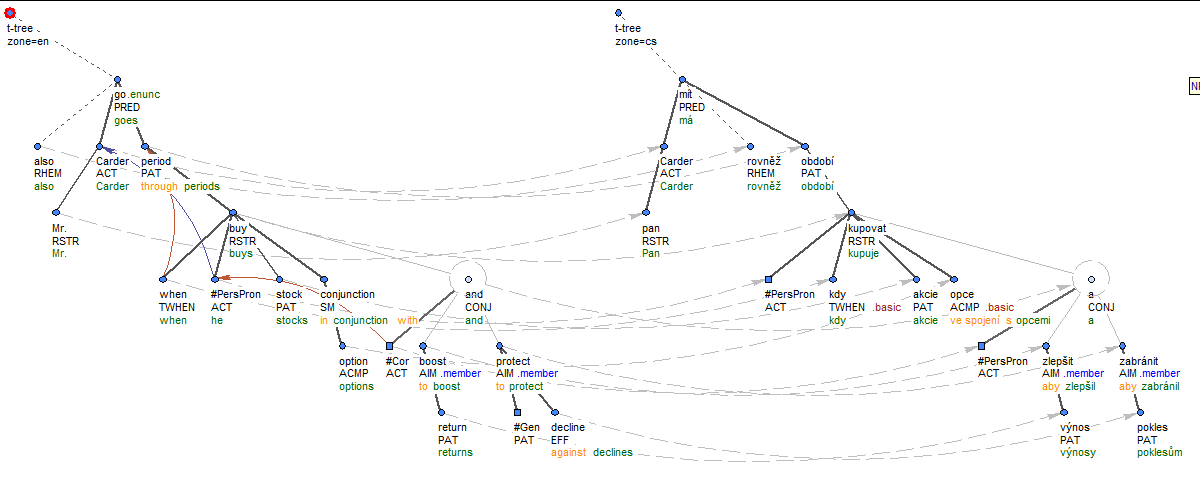 t-tree
zone=en
t-tree
zone=cs
go.enunc
PRED
goes
mít
PRED
má
also
RHEM
also
Carder
ACT
Carder
period
PAT
through periods
Carder
ACT
Carder
rovněž
RHEM
rovněž
období
PAT
období
Mr.
RSTR
Mr.
buy
RSTR
buys
pan
RSTR
Pan
kupovat
RSTR
kupuje
when
TWHEN
when
#PersPron
ACT
he
stock
PAT
stocks
conjunction
SM
in conjunction with
and
CONJ
and
#PersPron
ACT
kdy
TWHEN .basic
kdy
akcie
PAT
akcie
opce
ACMP .basic
ve spojení s opcemi
a
CONJ
a
option
ACMP
options
#Cor
ACT
boost
AIM .member
to boost
protect
AIM .member
to protect
#PersPron
ACT
zlepšit
AIM .member
aby zlepšil
zabránit
AIM .member
aby zabránil
return
PAT
returns
#Gen
PAT
decline
EFF
against declines
výnos
PAT
výnosy
pokles
PAT
poklesům